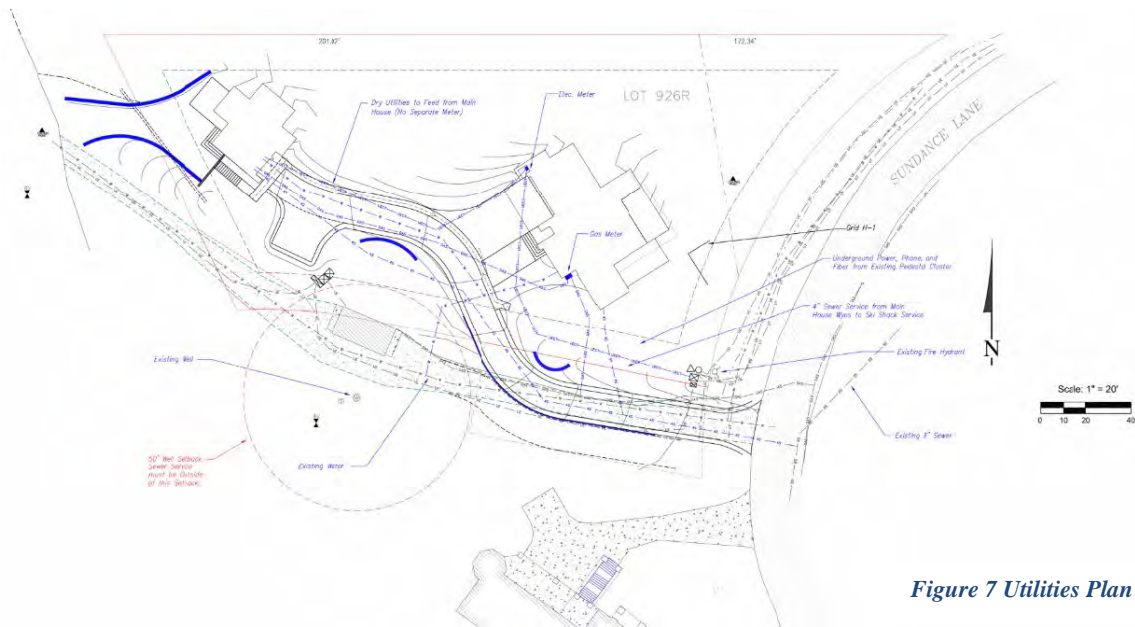 201.82'
172.34'
Dry Utilities to Feed from Main
House (No Separate Meter)
Elec. Meter
LOT 926R
SUNDANCE LANE
Grid H-1
Gas Meter
Underground Power, Phone, and
Fiber from Existing Pedestal Cluster
4" Sewer Service from Main
House Wyes to Ski Shack Service
N
Existing Well
Existing Fire Hydrant
Scale: 1" = 20'
0 10 20 40
50' Well Setback
Sewer Service
must be Outside
of this Setback.
Existing Water
Existing 8" Sewer
Figure 7 Utilities Plan